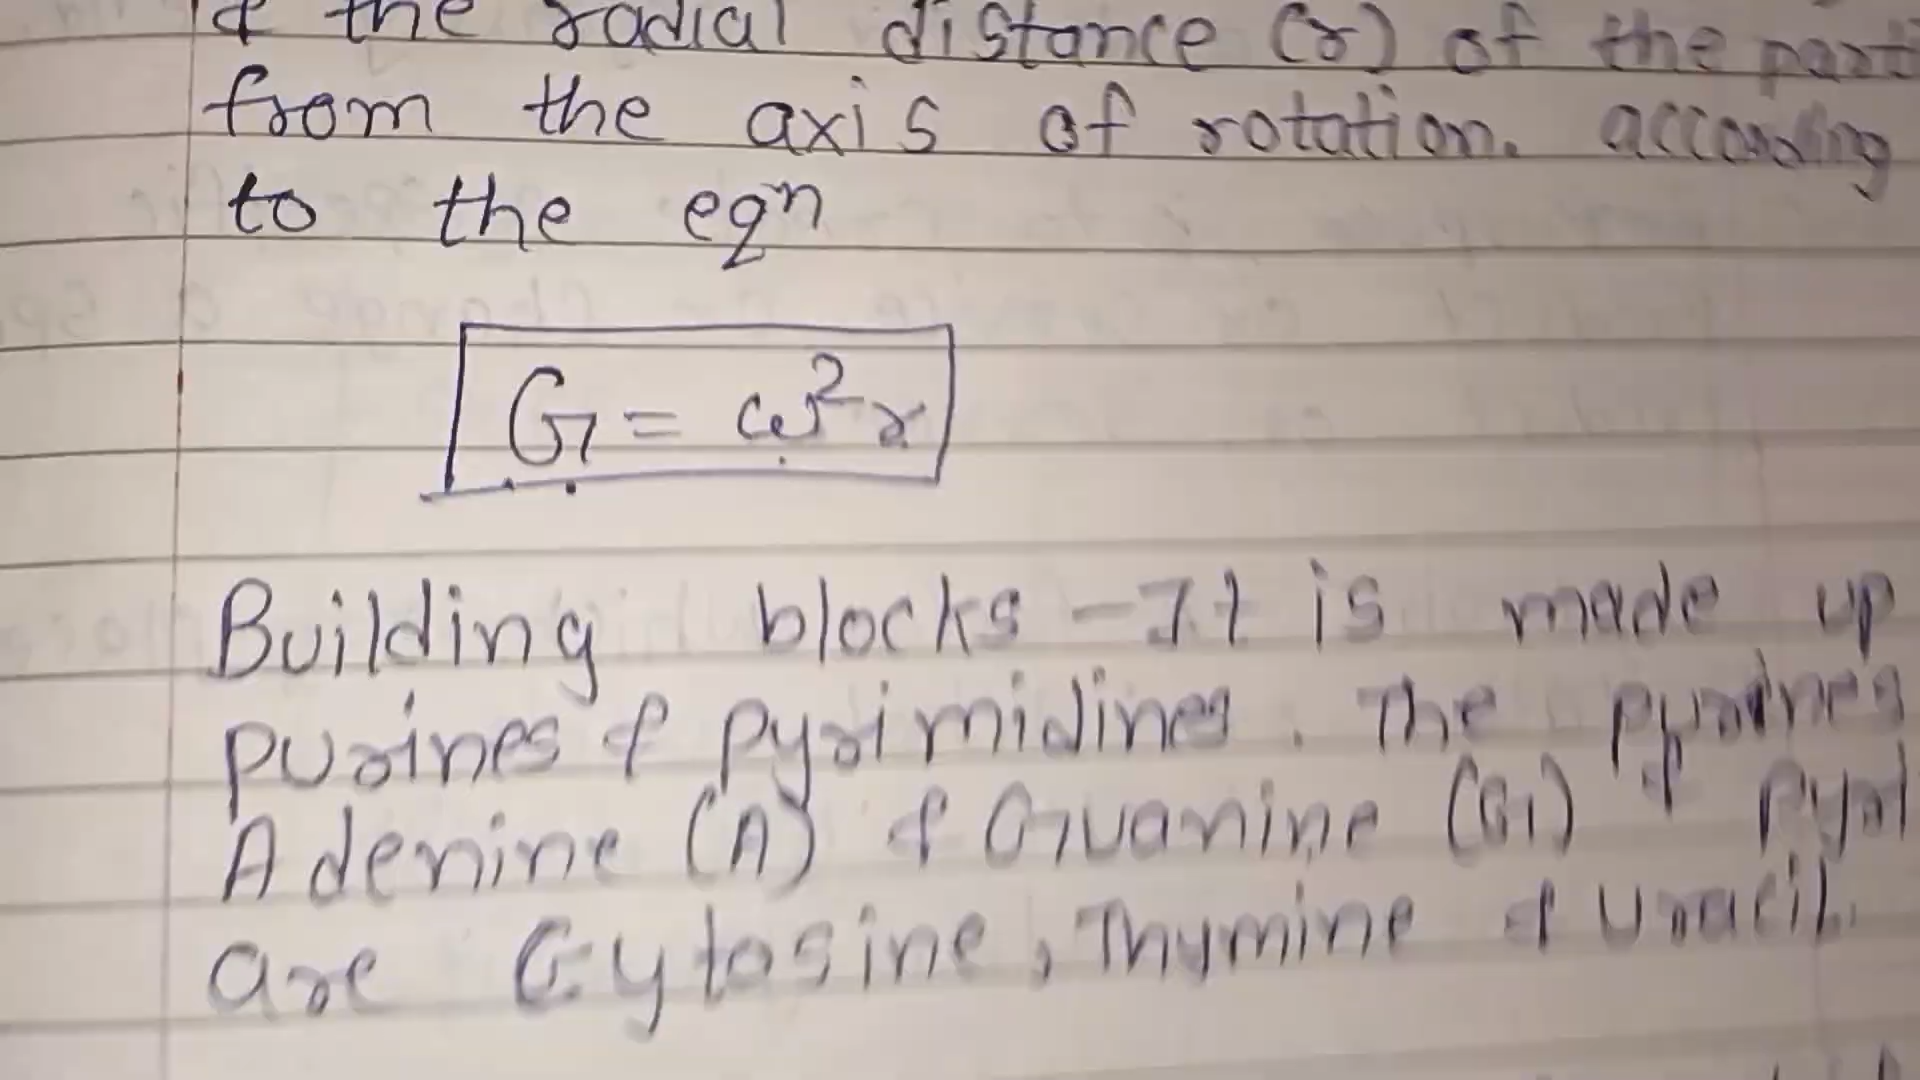 & the radial distance (r) of the parti
from the axis of rotation. according
to the eqn
G = ω²r
Building blocks - It is made up
purines & pyrimidines. The purines
Adenine (A) & Guanine (G) & Pyri
are Cytosine, Thymine & Uracil.